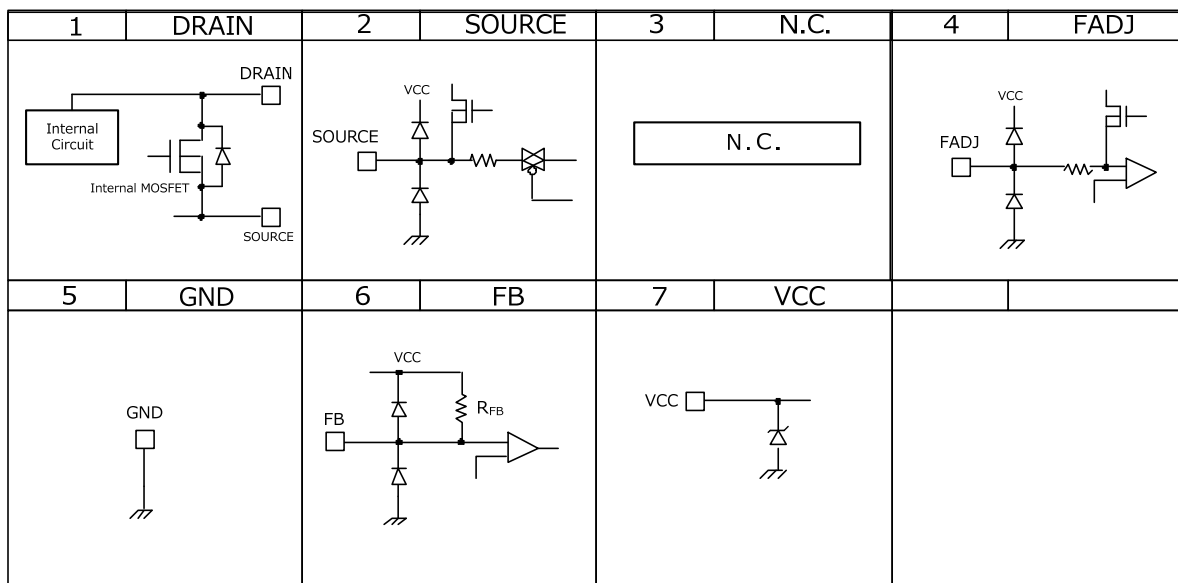 1 DRAIN 2 SOURCE 3 N.C. 4 FADJ
DRAIN
Internal
Circuit
Internal MOSFET
SOURCE
VCC
SOURCE
N.C.
VCC
FADJ
5 GND 6 FB 7 VCC
GND
VCC
FB
RFB
VCC